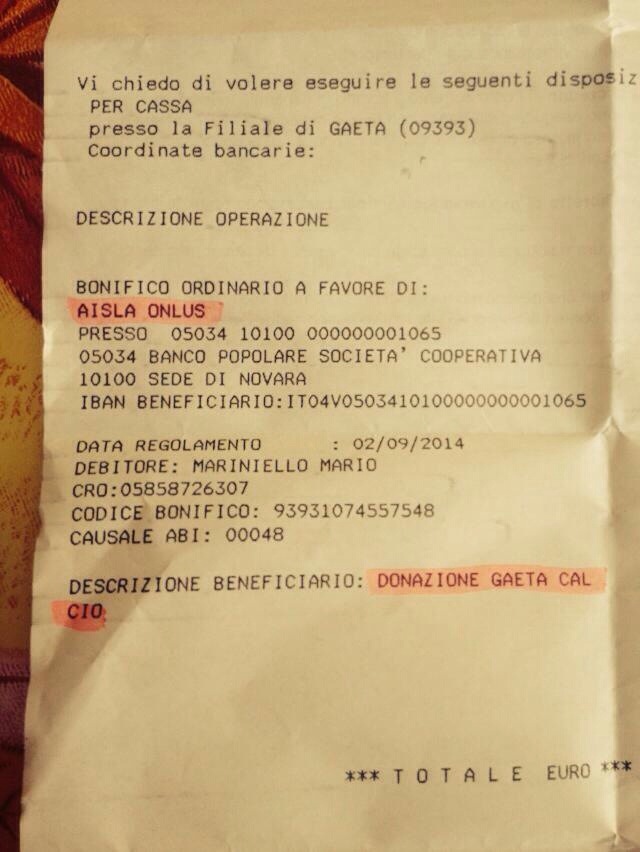 Vi chiedo di volere eseguire le seguenti disposiz
PER CASSA
presso la Filiale di GAETA (09393)
Coordinate bancarie:
DESCRIZIONE OPERAZIONE
BONIFICO ORDINARIO A FAVORE DI:
AISLA ONLUS
PRESSO 05034 10100 000000001065
05034 BANCO POPOLARE SOCIETA' COOPERATIVA
10100 SEDE DI NOVARA
IBAN BENEFICIARIO:IT04V0503410100000000001065
DATA REGOLAMENTO : 02/09/2014
DEBITORE: MARINIELLO MARIO
CRO:05858726307
CODICE BONIFICO: 93931074557548
CAUSALE ABI: 00048
DESCRIZIONE BENEFICIARIO: DONAZIONE GAETA CAL
CIO
*** T O T A L E EURO ***